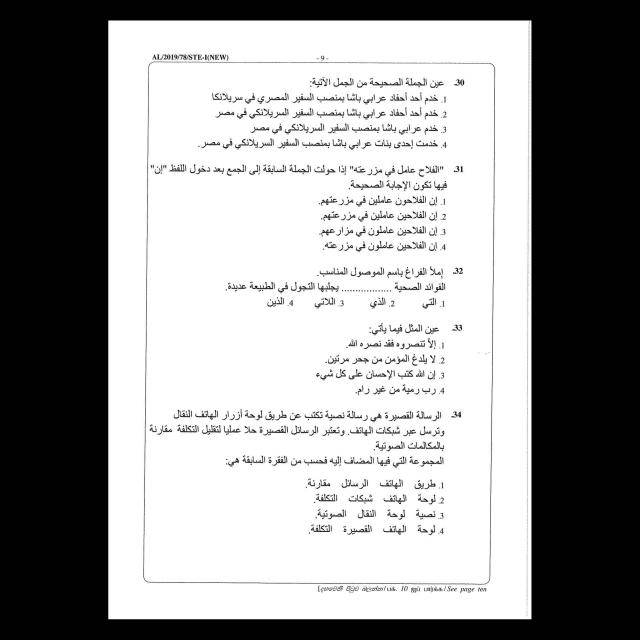 AL/2019/78/STE-I(NEW)
- 9 -
30. عين الجملة الصحيحة من الجمل الآتية:
1. خدم أحد أحفاد عرابي باشا بمنصب السفير المصري في سريلانكا
2. خدم أحد أحفاد عرابي باشا بمنصب السفير السريلانكي في مصر
3. خدم عرابي باشا بمنصب السفير السريلانكي في مصر
4. خدمت إحدى بنات عرابي باشا بمنصب السفير السريلانكي في مصر.
31. "الفلاح عامل في مزرعته" إذا حولت الجملة السابقة إلى الجمع بعد دخول اللفظ "إن"
فيها تكون الإجابة الصحيحة.
1. إن الفلاحون عاملين في مزرعتهم.
2. إن الفلاحين عاملين في مزرعتهم.
3. إن الفلاحين عاملون في مزارعهم.
4. إن الفلاحين عاملون في مزرعته.
32. إملأ الفراغ باسم الموصول المناسب.
الفوائد الصحية .................. يجلبها التجول في الطبيعة عديدة.
1. التي 2. الذي 3. اللاتي 4. الذين
33. عين المثل فيما يأتي:
1. إلاّ تنصروه فقد نصره الله.
2. لا يلدغ المؤمن من جحر مرتين.
3. إن الله كتب الإحسان على كل شيء
4. رب رمية من غير رام.
34. الرسالة القصيرة هي رسالة نصية تكتب عن طريق لوحة أزرار الهاتف النقال
وترسل عبر شبكات الهاتف. وتعتبر الرسائل القصيرة حلا عمليا لتقليل التكلفة مقارنة
بالمكالمات الصوتية.
المجموعة التي فيها المضاف إليه فحسب من الفقرة السابقة هي:
1. طريق الهاتف الرسائل مقارنة.
2. لوحة الهاتف شبكات التكلفة.
3. نصية لوحة النقال الصوتية.
4. لوحة الهاتف القصيرة التكلفة.
[දහවෙනි පිටුව බලන්න/பக். 10 ஐப் பார்க்க/See page ten